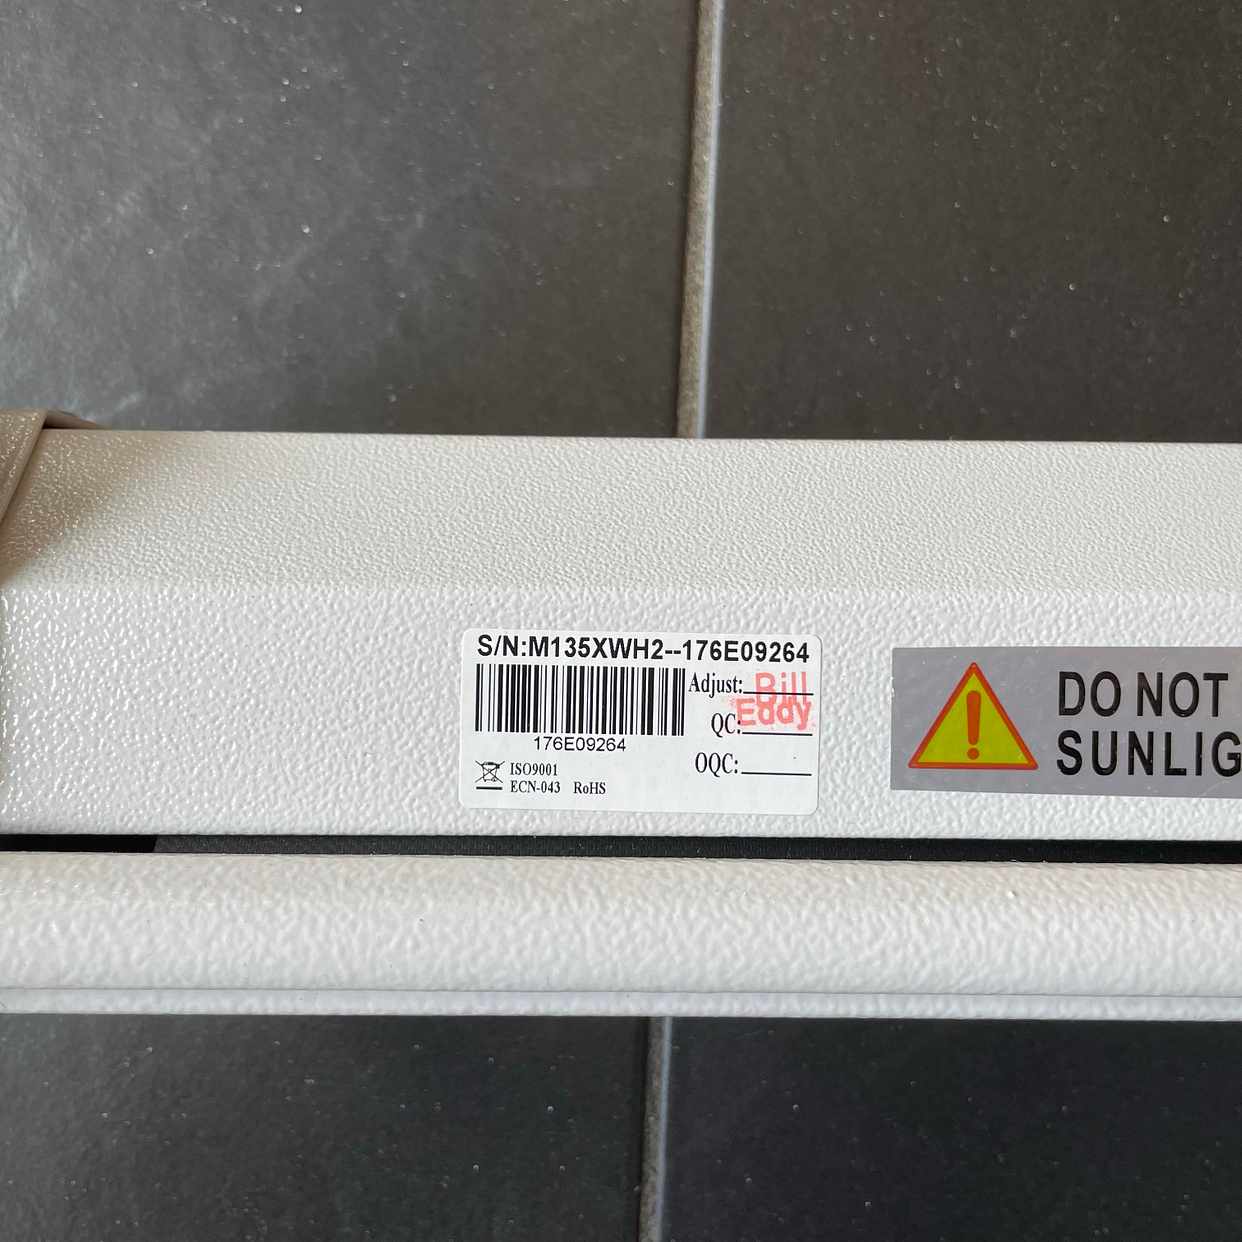 S/N:M135XWH2--176E09264
Adjust: Bill
176E09264
QC: Eddy
OQC:
ISO9001
ECN-043 RoHS
DO NOT
SUNLIG